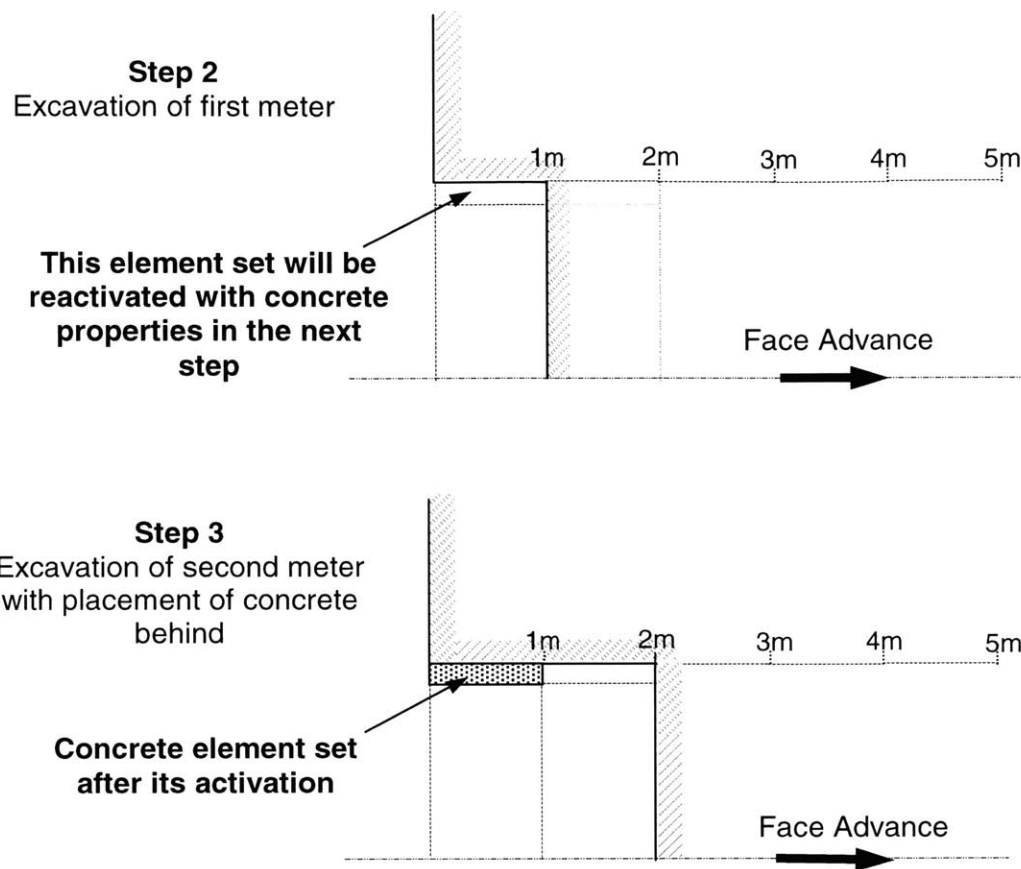 Step 2
Excavation of first meter
1m 2m 3m 4m 5m
This element set will be
reactivated with concrete
properties in the next
step
Face Advance
Step 3
Excavation of second meter
with placement of concrete
behind
1m 2m 3m 4m 5m
Concrete element set
after its activation
Face Advance